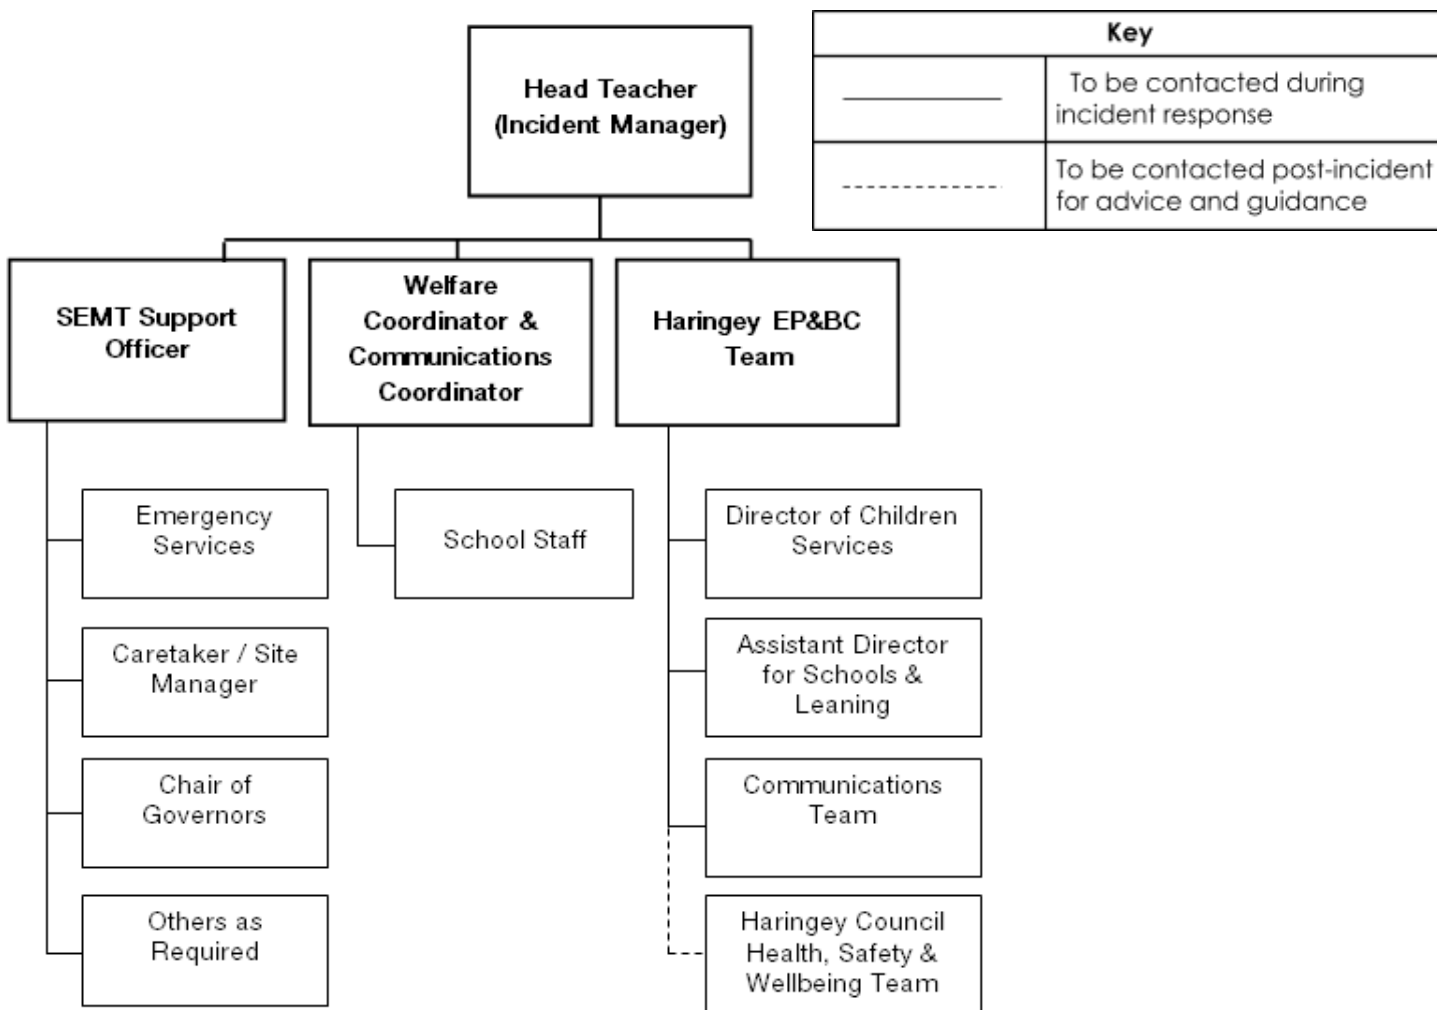 Head Teacher
(Incident Manager)
Key
To be contacted during
incident response
To be contacted post-incident
for advice and guidance
SEMT Support
Officer
Welfare
Coordinator &
Communications
Coordinator
Haringey EP&BC
Team
Emergency
Services
Caretaker / Site
Manager
Chair of
Governors
Others as
Required
School Staff
Director of Children
Services
Assistant Director
for Schools &
Leaning
Communications
Team
Haringey Council
Health, Safety &
Wellbeing Team